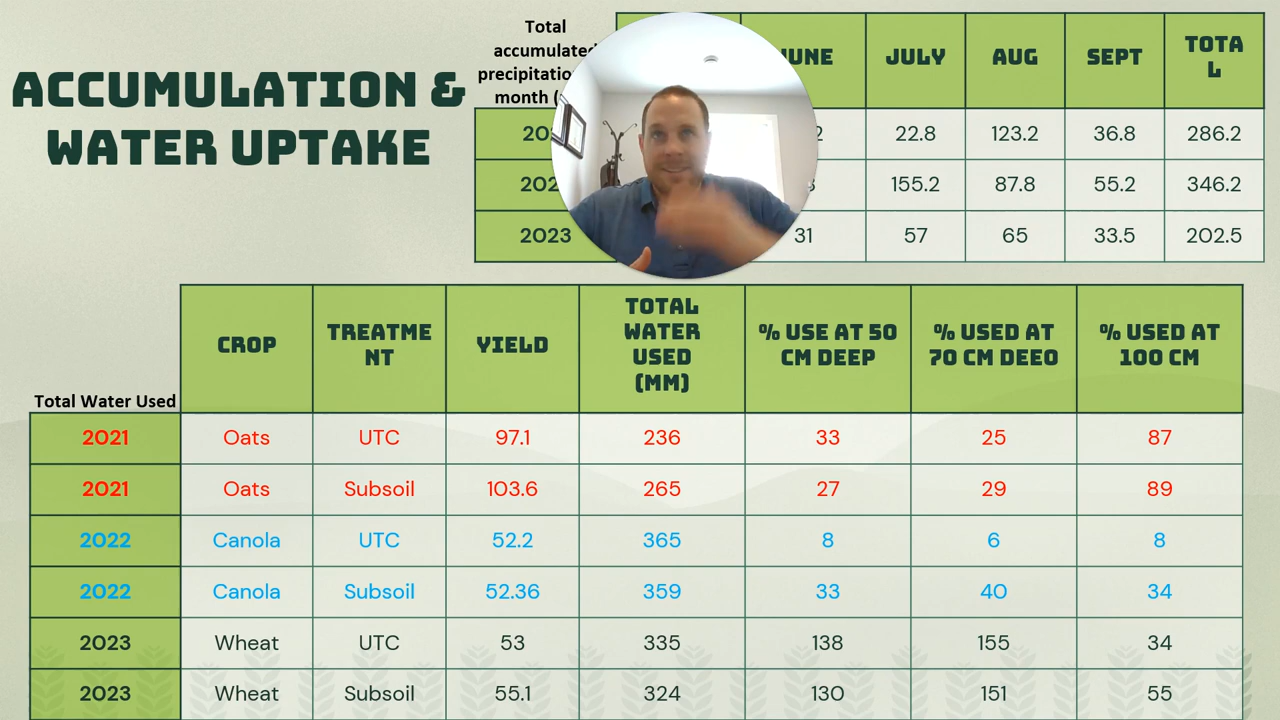 ACCUMULATION &
WATER UPTAKE
Total
accumulated
precipitation
month
JULY AUG SEPT TOTA
L
22.8 123.2 36.8 286.2
155.2 87.8 55.2 346.2
2023 31 57 65 33.5 202.5
CROP TREATME
NT YIELD TOTAL
WATER
USED
(MM) % USE AT 50
CM DEEP % USED AT
70 CM DEEO % USED AT
100 CM
Total Water Used
2021 Oats UTC 97.1 236 33 25 87
2021 Oats Subsoil 103.6 265 27 29 89
2022 Canola UTC 52.2 365 8 6 8
2022 Canola Subsoil 52.36 359 33 40 34
2023 Wheat UTC 53 335 138 155 34
2023 Wheat Subsoil 55.1 324 130 151 55